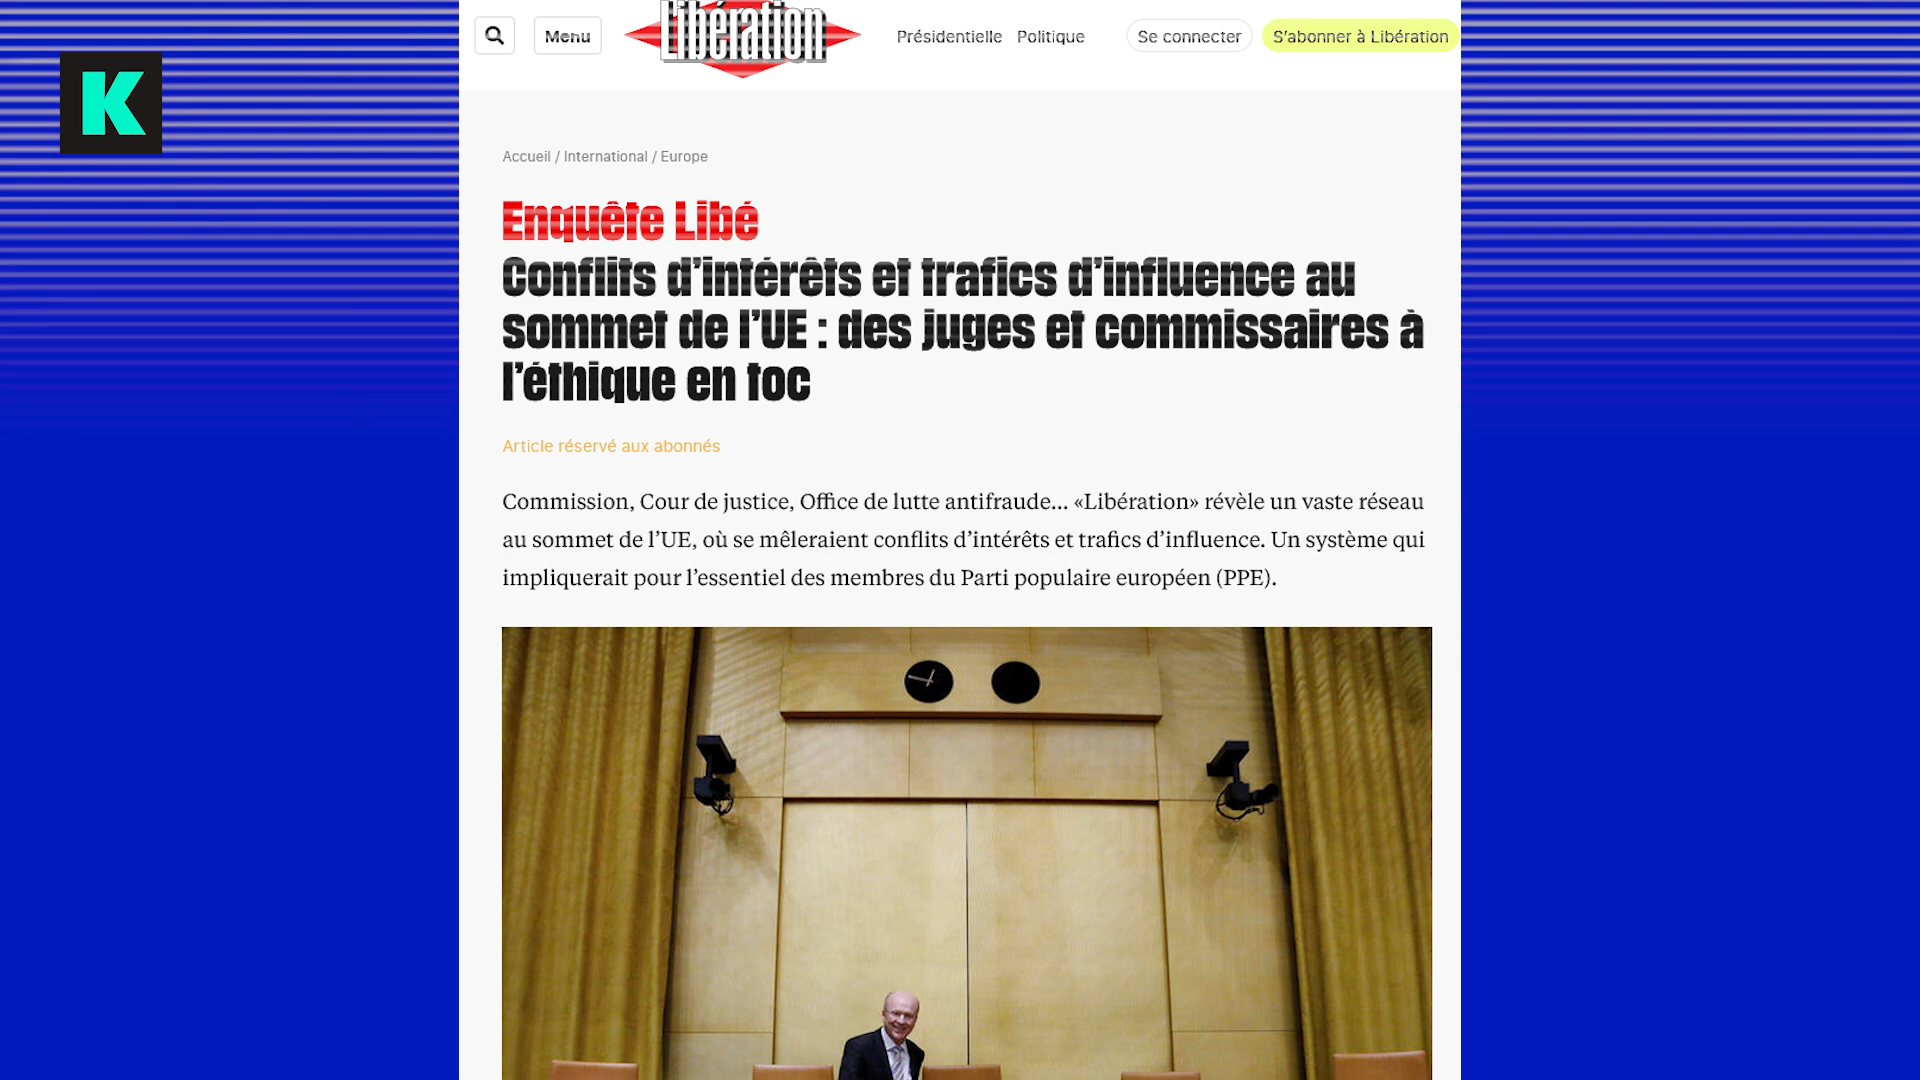 K
Menu
Libération
Présidentielle Politique
Se connecter
S'abonner à Libération
Accueil / International / Europe
Enquête Libé
Conflits d'intérêts et trafics d'influence au
sommet de l'UE : des juges et commissaires à
l'éthique en toc
Article réservé aux abonnés
Commission, Cour de justice, Office de lutte antifraude… «Libération» révèle un vaste réseau
au sommet de l'UE, où se mêleraient conflits d'intérêts et trafics d'influence. Un système qui
impliquerait pour l'essentiel des membres du Parti populaire européen (PPE).